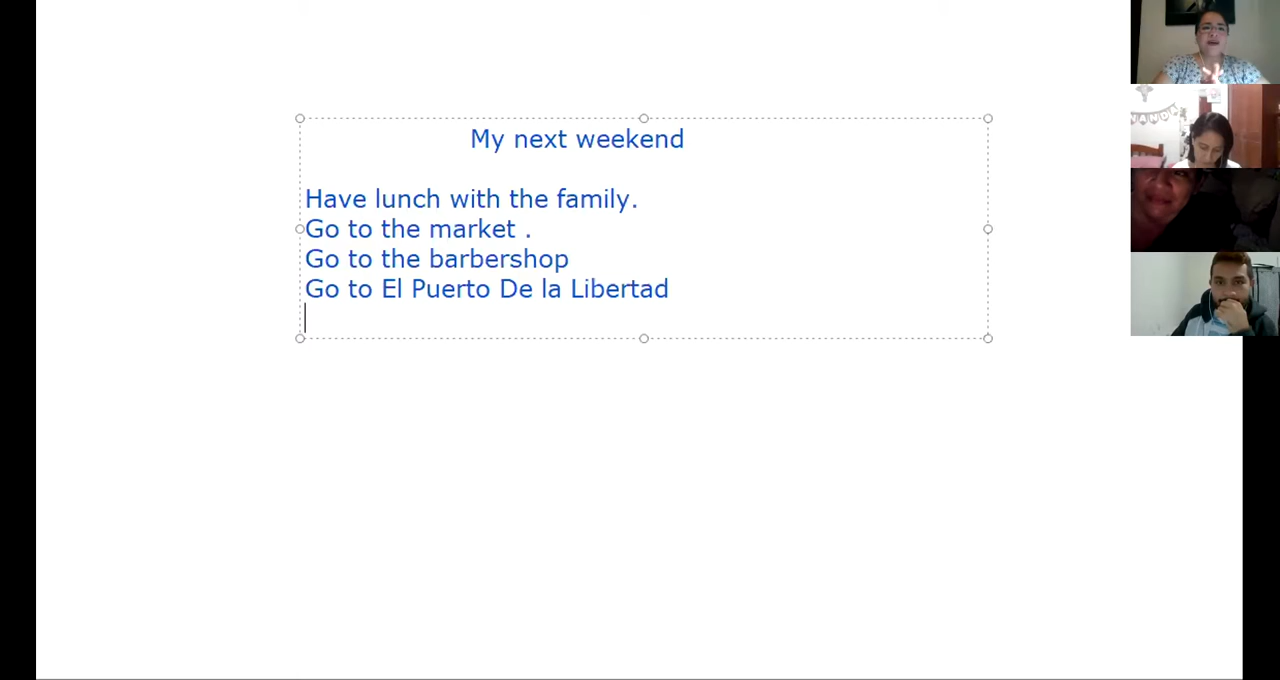 My next weekend
Have lunch with the family.
Go to the market .
Go to the barbershop
Go to El Puerto De la Libertad